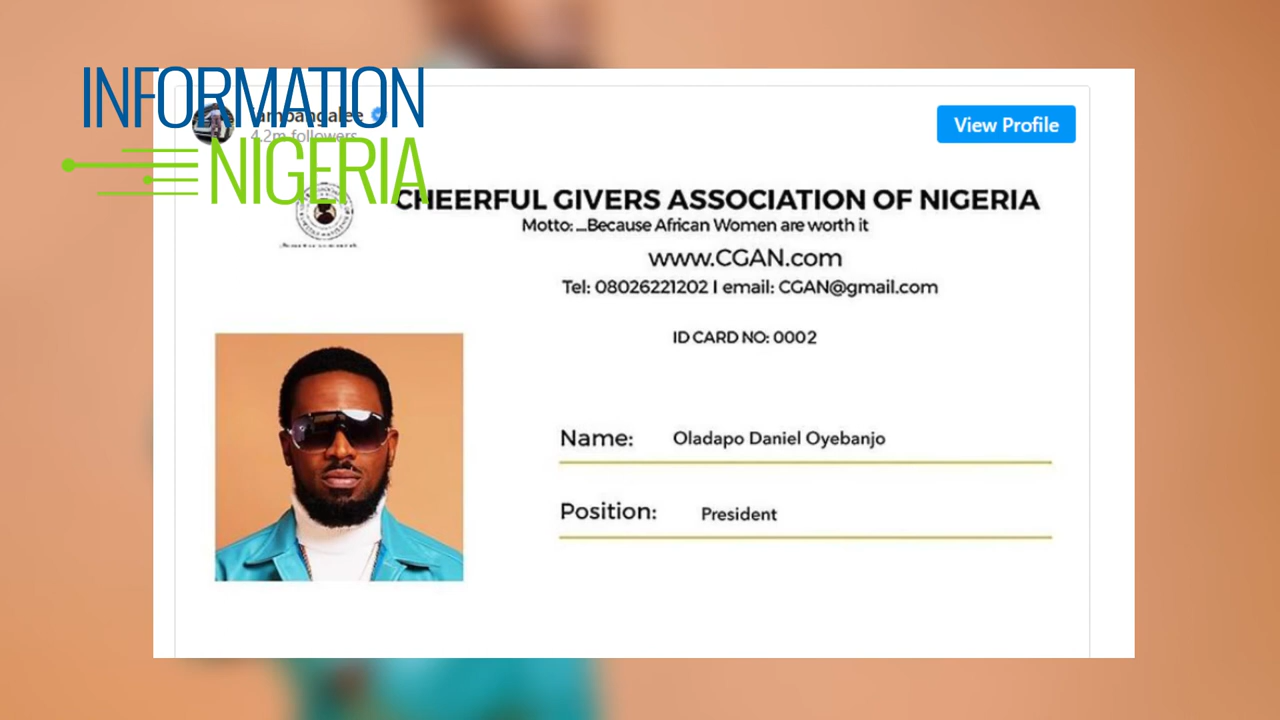 INFORMATION
NIGERIA
iambangalee
4.2m followers
View Profile
CHEERFUL GIVERS ASSOCIATION OF NIGERIA
Motto: ....Because African Women are worth it
www.CGAN.com
Tel: 08026221202 I email: CGAN@gmail.com
ID CARD NO: 0002
Name: Oladapo Daniel Oyebanjo
Position: President